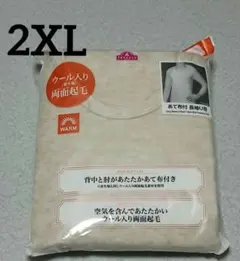 2XL
ウール入り
両面起毛
WARM
あて布付 長袖U首
背中と肘があたたかあて布付き
空気を含んであたたかい
ウール入り両面起毛